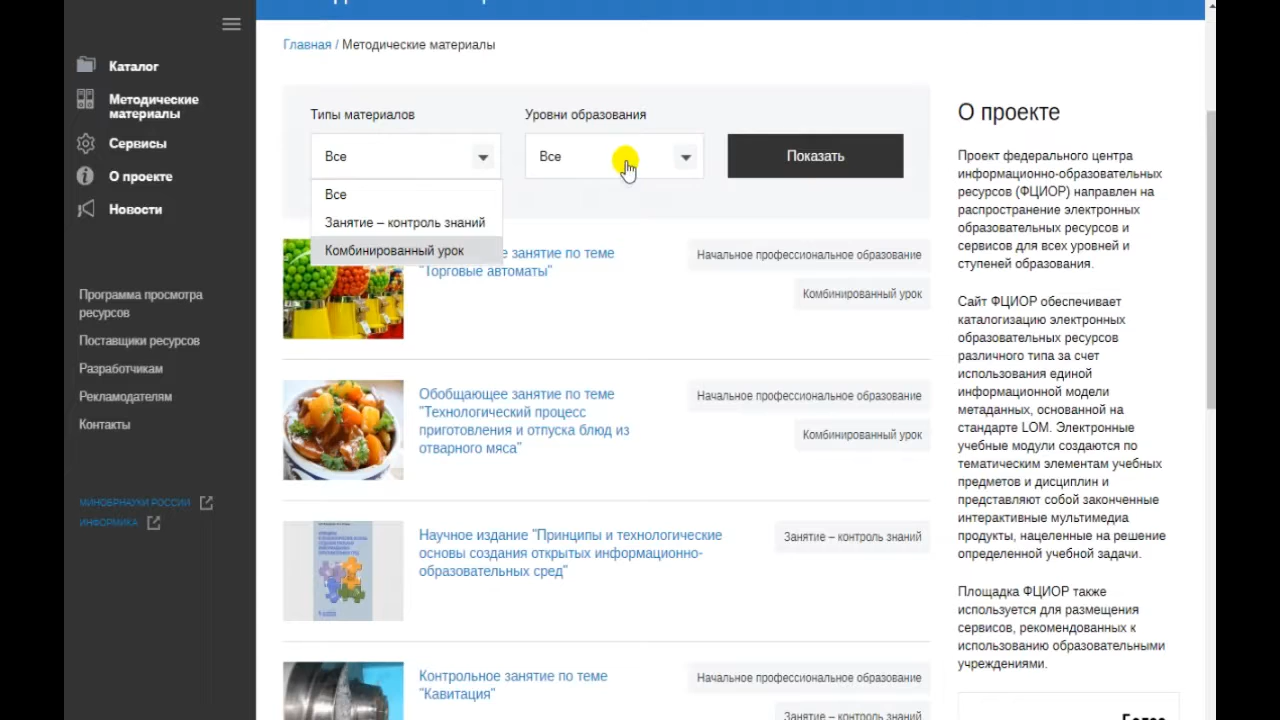 Каталог
Методические
материалы
Сервисы
О проекте
Новости
Программа просмотра
ресурсов
Поставщики ресурсов
Разработчикам
Рекламодателям
Контакты
МИНОБРНАУКИ РОССИИ
ИНФОРМИКА
Главная / Методические материалы
Типы материалов
Уровни образования
Все
Все
Показать
Все
Занятие – контроль знаний
Комбинированный урок
занятие по теме
"Торговые автоматы"
Начальное профессиональное образование
Комбинированный урок
Обобщающее занятие по теме
"Технологический процесс
приготовления и отпуска блюд из
отварного мяса"
Начальное профессиональное образование
Комбинированный урок
Научное издание "Принципы и технологические
основы создания открытых информационно-
образовательных сред"
Занятие – контроль знаний
Контрольное занятие по теме
"Кавитация"
Начальное профессиональное образование
Занятие – контроль знаний
О проекте
Проект федерального центра
информационно-образовательных
ресурсов (ФЦИОР) направлен на
распространение электронных
образовательных ресурсов и
сервисов для всех уровней и
ступеней образования.
Сайт ФЦИОР обеспечивает
каталогизацию электронных
образовательных ресурсов
различного типа за счет
использования единой
информационной модели
метаданных, основанной на
стандарте LOM. Электронные
учебные модули создаются по
тематическим элементам учебных
предметов и дисциплин и
представляют собой законченные
интерактивные мультимедиа
продукты, нацеленные на решение
определенной учебной задачи.
Площадка ФЦИОР также
используется для размещения
сервисов, рекомендованных к
использованию образовательными
учреждениями.